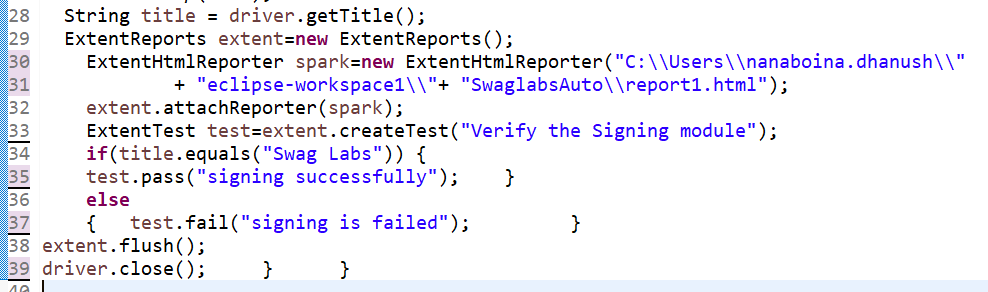 28 String title = driver.getTitle();
29 ExtentReports extent=new ExtentReports();
30 ExtentHtmlReporter spark=new ExtentHtmlReporter("C:\\Users\\nanaboina.dhanush\\"
31 + "eclipse-workspace1\\"+ "SwaglabsAuto\\report1.html");
32 extent.attachReporter(spark);
33 ExtentTest test=extent.createTest("Verify the Signing module");
34 if(title.equals("Swag Labs")) {
35 test.pass("signing successfully"); }
36 else
37 { test.fail("signing is failed"); }
38 extent.flush();
39 driver.close(); } }
40